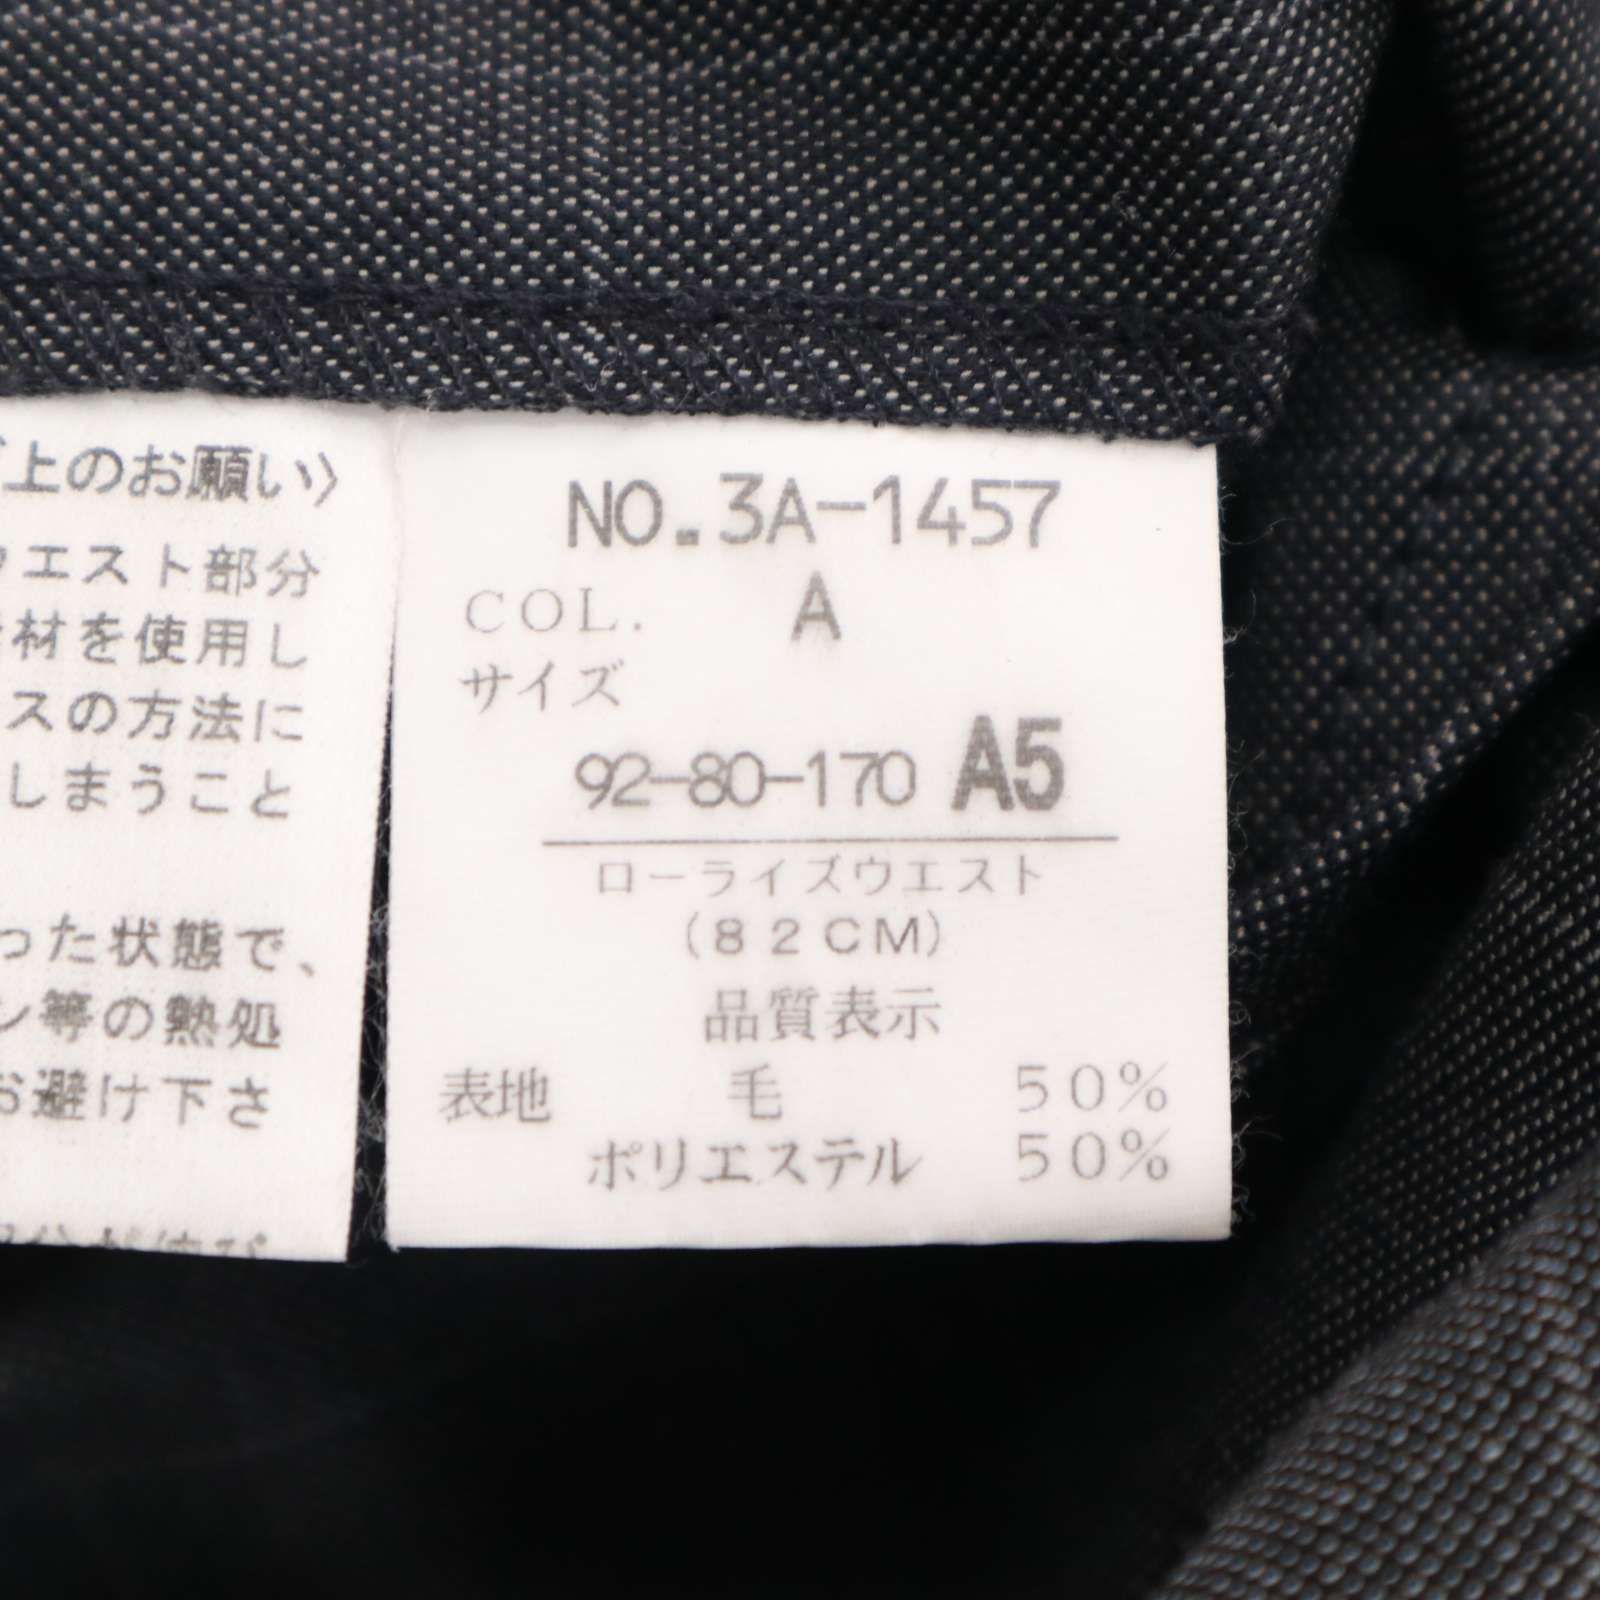 上のお願い〉
ウエスト部分
材を使用し
スの方法に
しまうこと
った状態で、
ン等の熱処
お避け下さ
NO.3A-1457
COL. A
サイズ
92-80-170 A5
ローライズウエスト
(82CM)
品質表示
表地 毛 50%
ポリエステル 50%